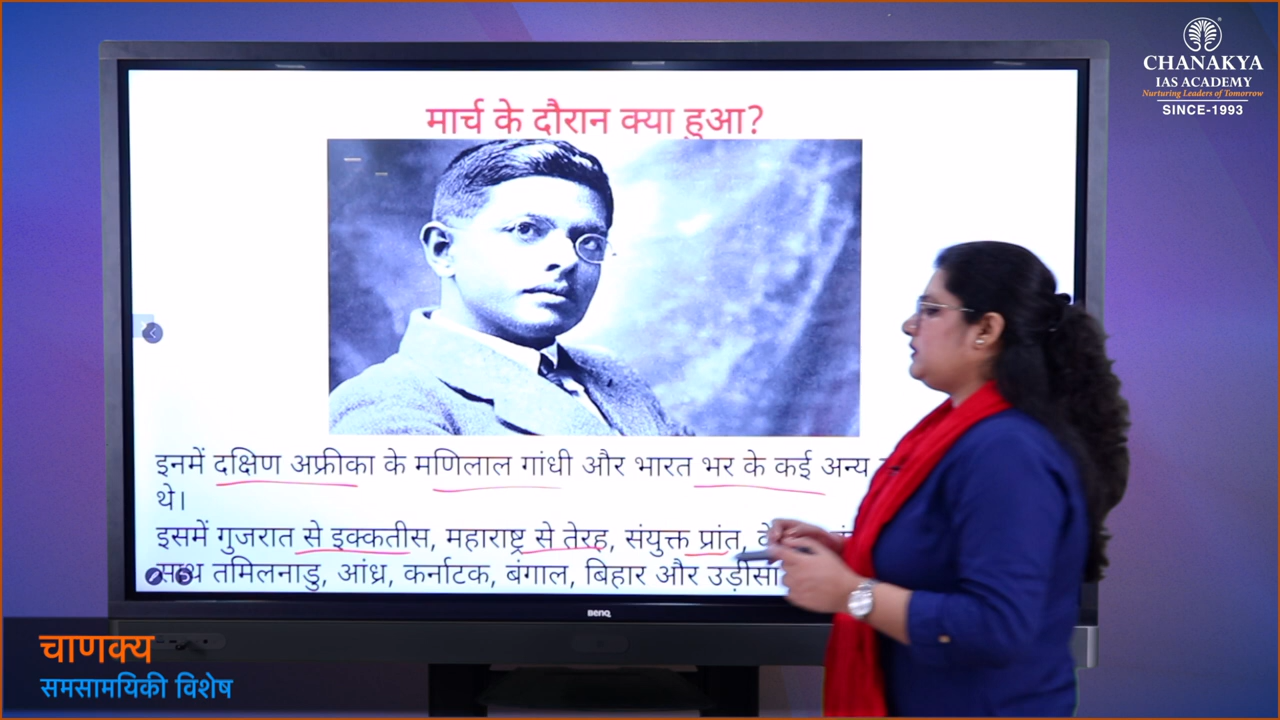 CHANAKYA
IAS ACADEMY
Nurturing Leaders of Tomorrow
SINCE-1993
मार्च के दौरान क्या हुआ?
इनमें दक्षिण अफ्रीका के मणिलाल गांधी और भारत भर के कई अन्य
थे।
इसमें गुजरात से इक्कतीस, महाराष्ट्र से तेरह, संयुक्त प्रांत,
तमिलनाडु, आंध्र, कर्नाटक, बंगाल, बिहार और उड़ीसा
BenQ
चाणक्य
समसामयिकी विशेष